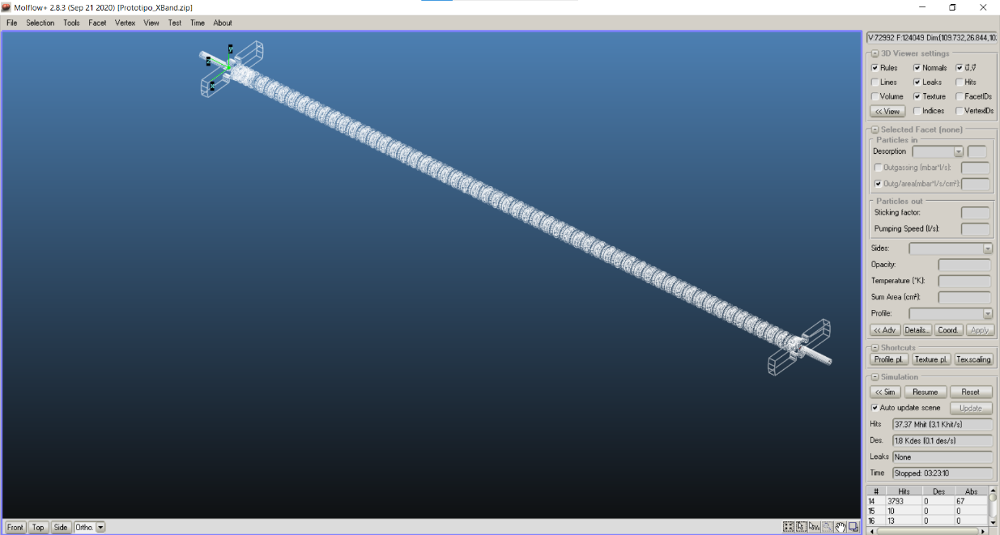 Molflow+ 2.8.3 (Sep 21 2020) [Prototipo_XBand.zip]
File Selection Tools Facet Vertex View Test Time About
V:72992 F:124049 Dim:(109.732,26.844,10
3D Viewer settings
Rules Normals ū,v̄
Lines Leaks Hits
Volume Texture FacetIDs
<< View Indices VertexIDs
Selected Facet (none)
Particles in
Desorption
Outgassing (mbar*l/s):
Outg/area(mbar*l/s/cm²):
Particles out
Sticking factor:
Pumping Speed (l/s):
Sides:
Opacity:
Temperature (°K):
Sum Area (cm²):
Profile:
<< Adv Details... Coord. Apply
Shortcuts
Profile pl. Texture pl. Tex.scaling
Simulation
<< Sim Resume Reset
Auto update scene Update
Hits 37.37 Mhit (3.1 Khit/s)
Des. 1.8 Kdes (0.1 des/s)
Leaks None
Time Stopped: 03:23:10
# Hits Des Abs
14 3793 0 67
15 10 0 0
16 13 0 0
y
z
x
Front Top Side Ortho.